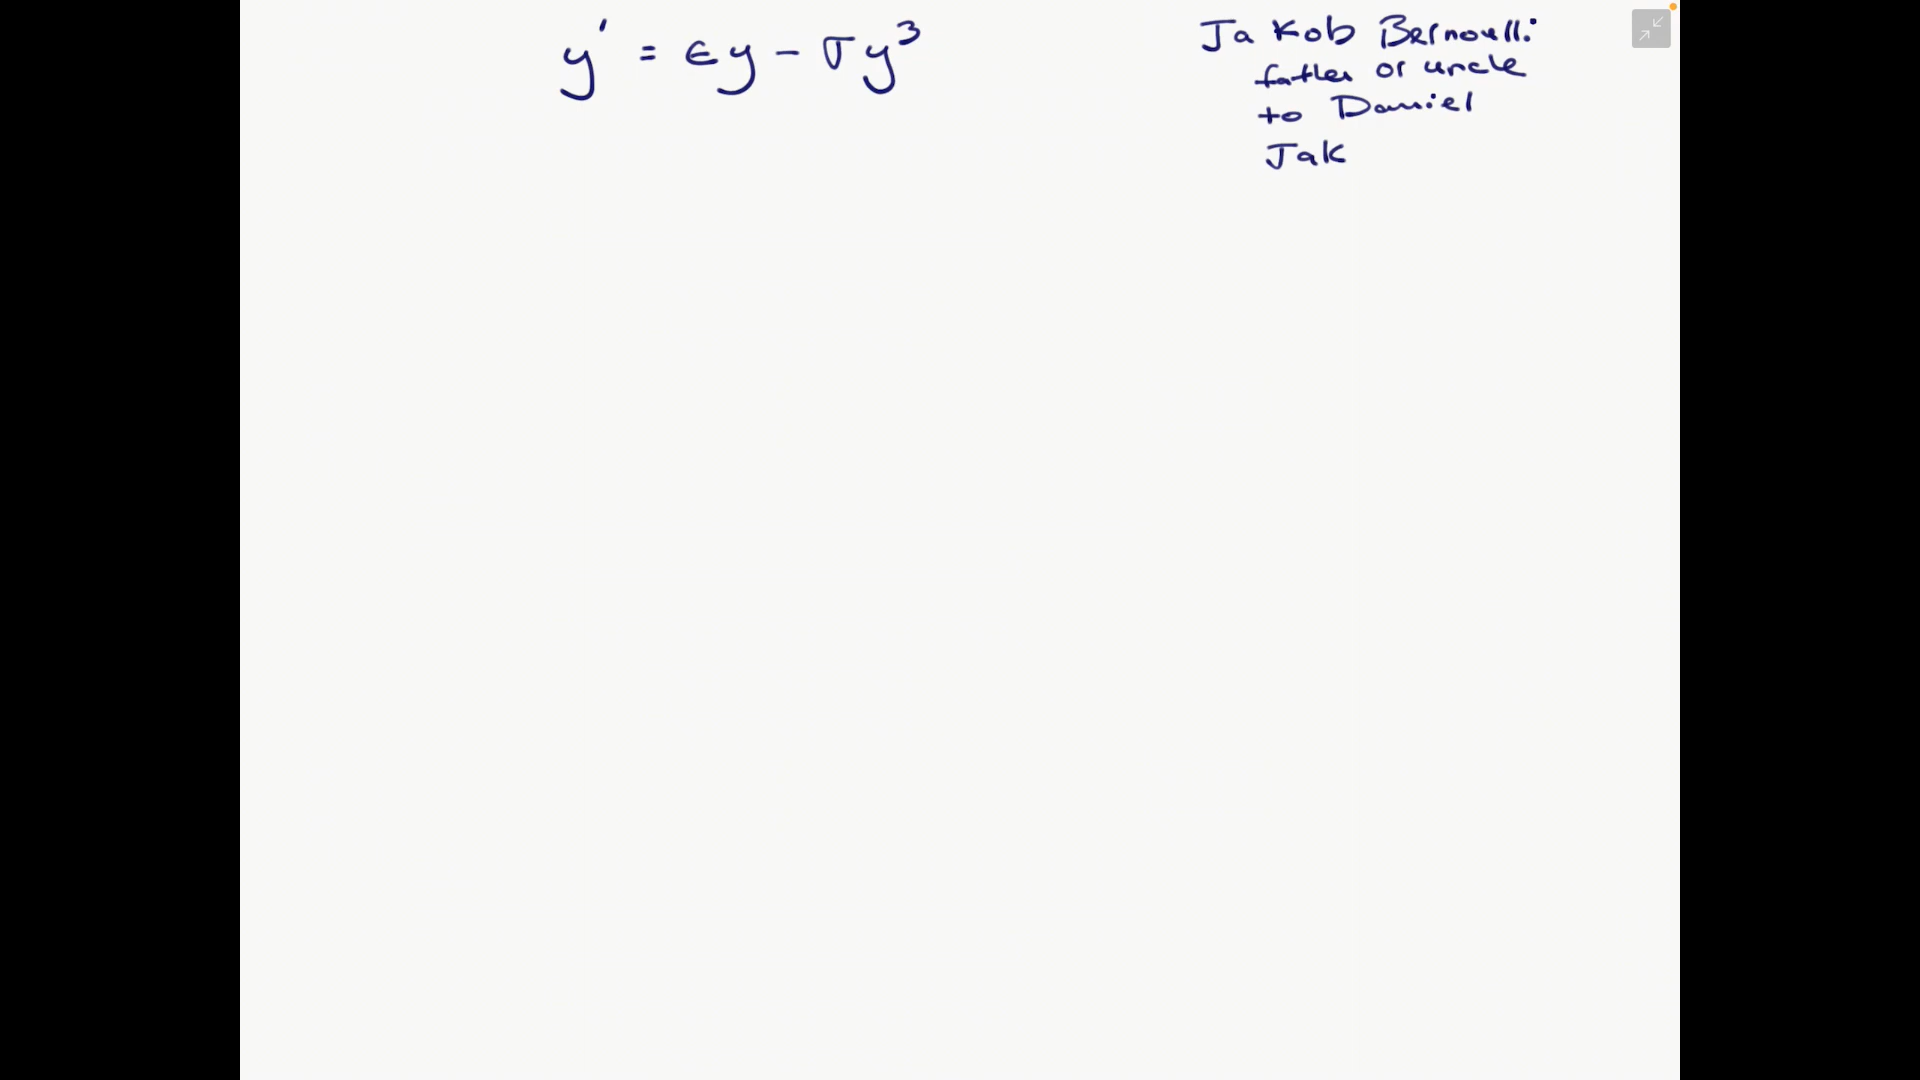 y' = ϵy - σy³
Jakob Bernoulli
father or uncle
to Daniel
Jak